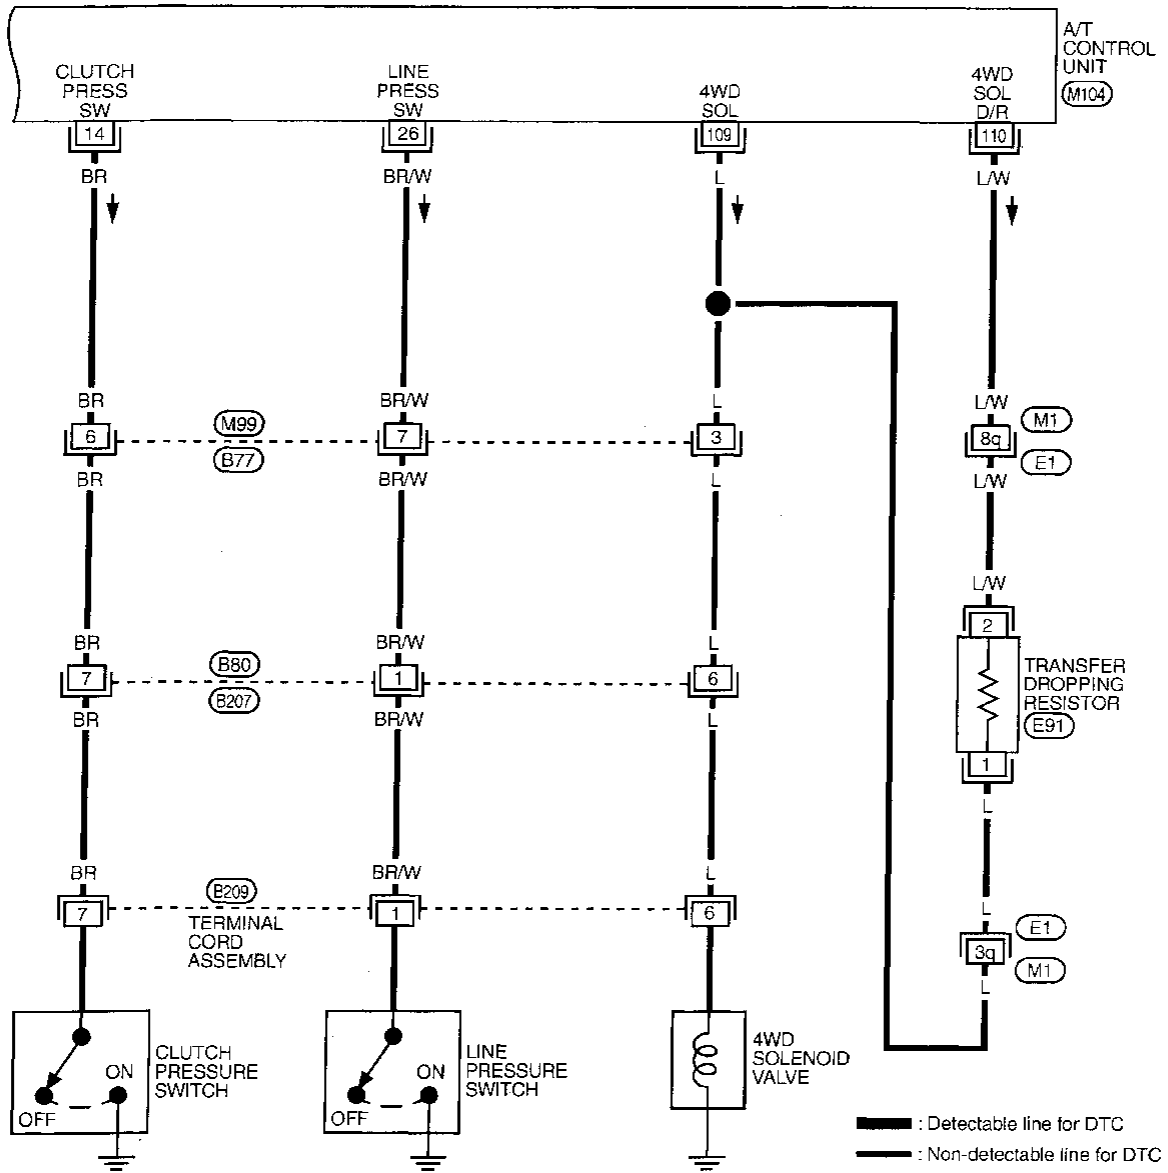 A/T
CONTROL
UNIT
M104
CLUTCH
PRESS
SW
LINE
PRESS
SW
4WD
SOL
4WD
SOL
D/R
14
26
109
110
BR
BR/W
L
L/W
BR
BR/W
L
L/W
6
M99
B77
7
3
8q
M1
E1
BR
BR/W
L
L/W
L/W
2
TRANSFER
DROPPING
RESISTOR
E91
1
L
BR
BR/W
L
7
B80
B207
1
6
BR
BR/W
L
BR
BR/W
L
7
B209
1
6
TERMINAL
CORD
ASSEMBLY
L
3q
E1
M1
L
CLUTCH
PRESSURE
SWITCH
ON
OFF
LINE
PRESSURE
SWITCH
ON
OFF
4WD
SOLENOID
VALVE
: Detectable line for DTC
: Non-detectable line for DTC